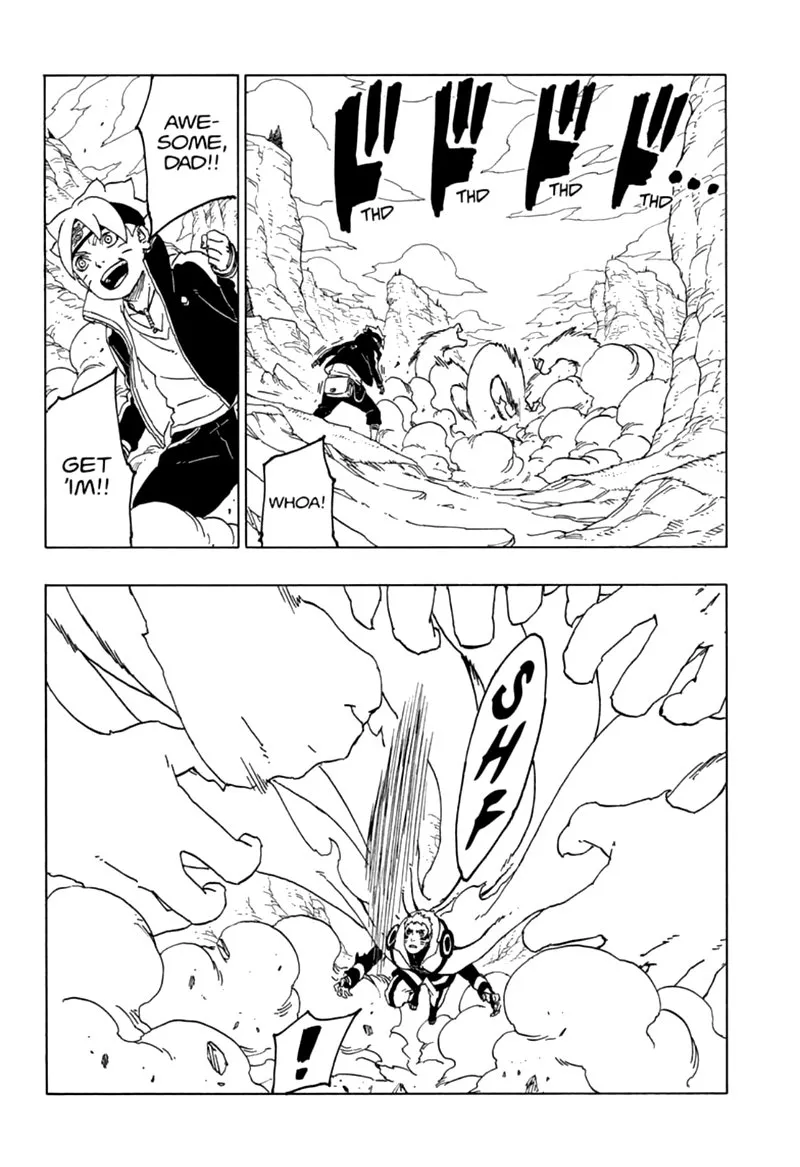 ド ド ド ド...
THD THD THD THD
WHOA!
AWE-
SOME,
DAD!!
GET
'IM!!
SHF
!